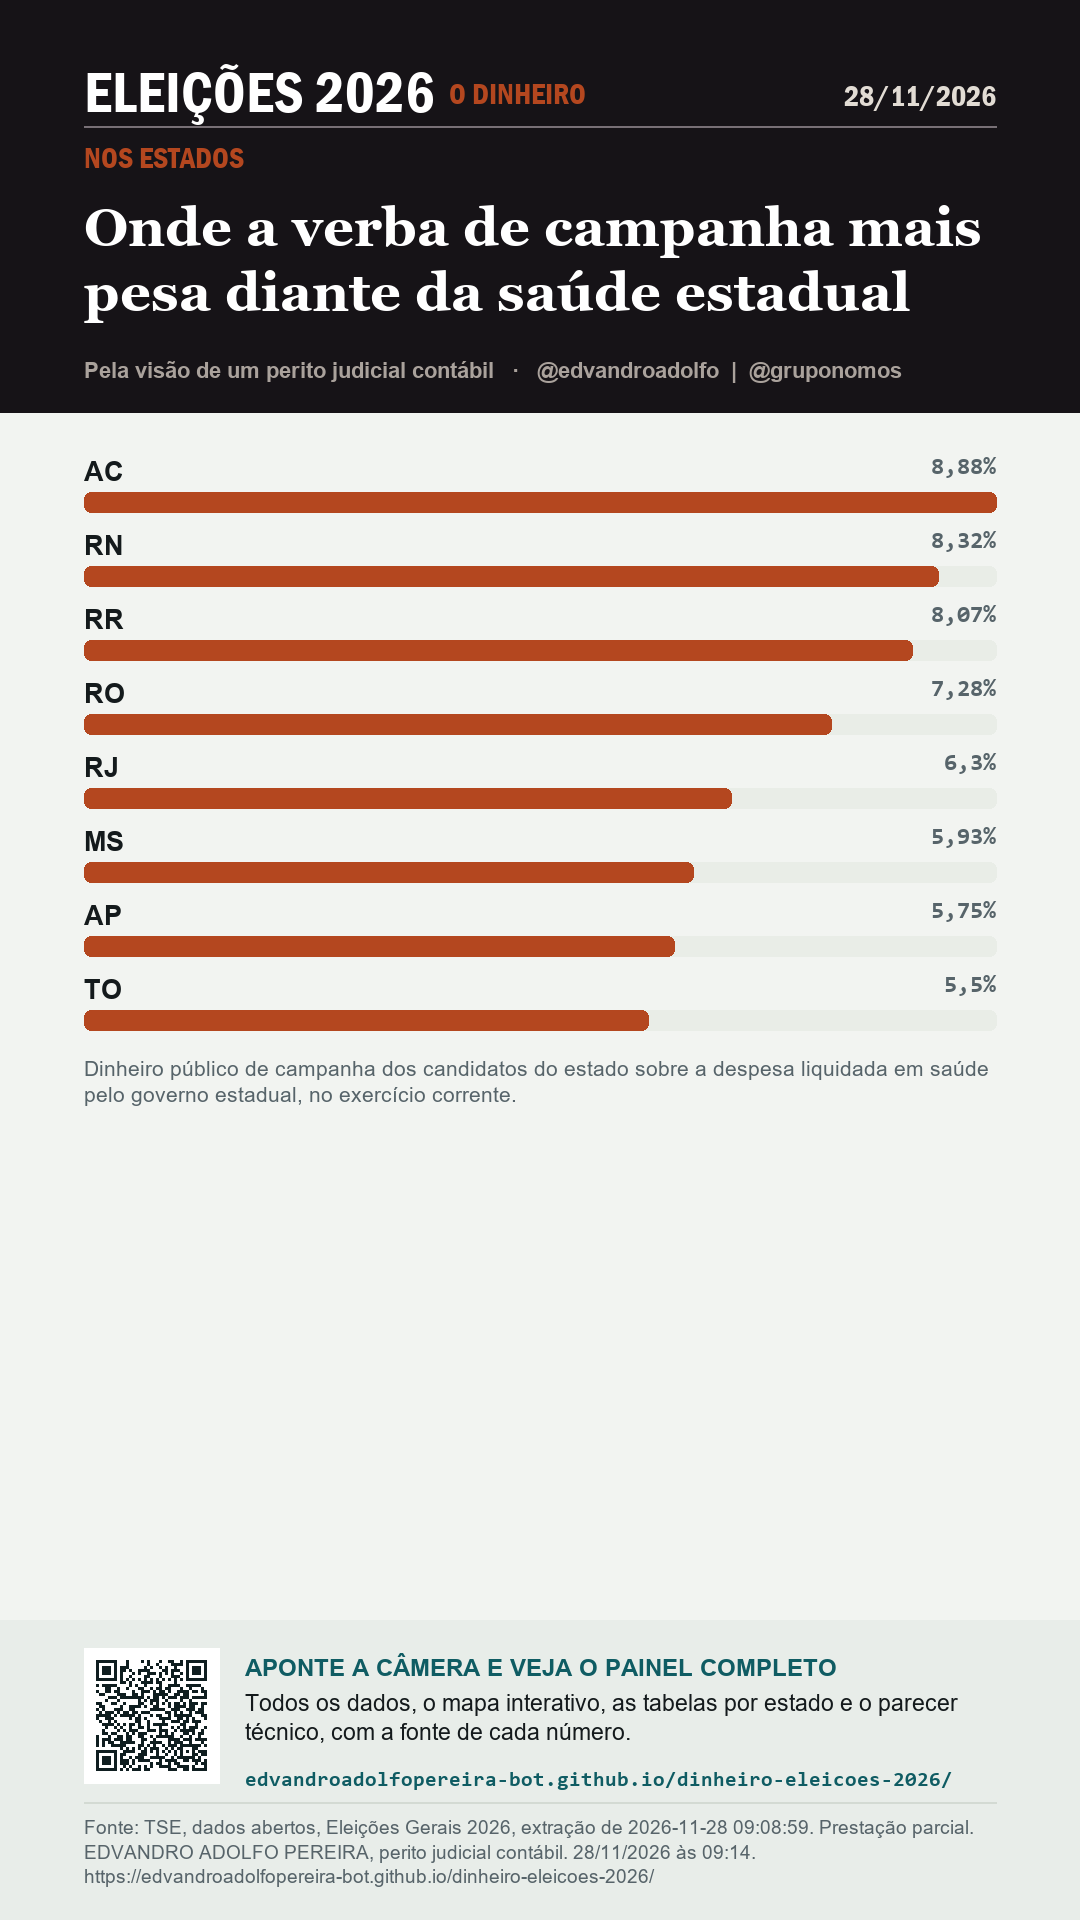 ELEIÇÕES 2026 O DINHEIRO 28/11/2026
NOS ESTADOS
Onde a verba de campanha mais
pesa diante da saúde estadual
Pela visão de um perito judicial contábil · @edvandroadolfo | @gruponomos
AC 8,88%
RN 8,32%
RR 8,07%
RO 7,28%
RJ 6,3%
MS 5,93%
AP 5,75%
TO 5,5%
Dinheiro público de campanha dos candidatos do estado sobre a despesa liquidada em saúde
pelo governo estadual, no exercício corrente.
APONTE A CÂMERA E VEJA O PAINEL COMPLETO
Todos os dados, o mapa interativo, as tabelas por estado e o parecer
técnico, com a fonte de cada número.
edvandroadolfopereira-bot.github.io/dinheiro-eleicoes-2026/
Fonte: TSE, dados abertos, Eleições Gerais 2026, extração de 2026-11-28 09:08:59. Prestação parcial.
EDVANDRO ADOLFO PEREIRA, perito judicial contábil. 28/11/2026 às 09:14.
https://edvandroadolfopereira-bot.github.io/dinheiro-eleicoes-2026/